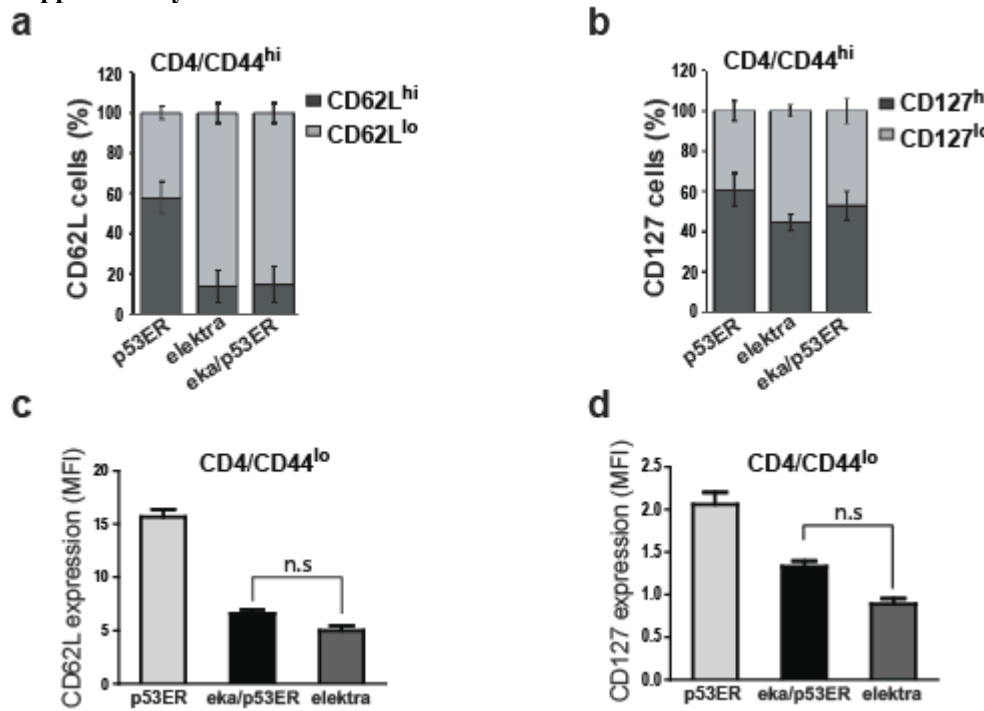 a
CD4/CD44hi
CD62L cells (%)
120
100
80
60
40
20
0
CD62Lhi
CD62Llo
p53ER
elektra
eka/p53ER
b
CD4/CD44hi
CD127 cells (%)
120
100
80
60
40
20
0
CD127h
CD127lo
p53ER
elektra
eka/p53ER
c
CD4/CD44lo
CD62L expression (MFI)
20
15
10
5
0
n.s
p53ER
eka/p53ER
elektra
d
CD4/CD44lo
CD127 expression (MFI)
2.5
2.0
1.5
1.0
0.5
0.0
n.s
p53ER
eka/p53ER
elektra